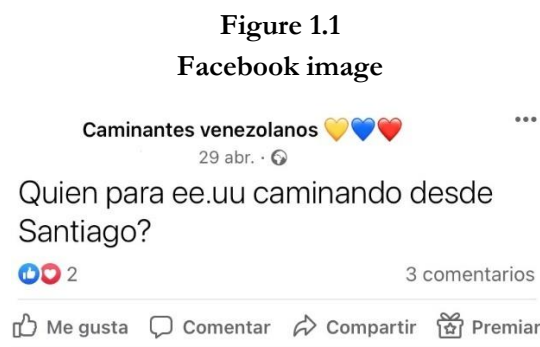 Figure 1.1
Facebook image
Caminantes venezolanos 💛💙❤️
29 abr. ·
Quien para ee.uu caminando desde
Santiago?
2 3 comentarios
Me gusta Comentar Compartir Premiar